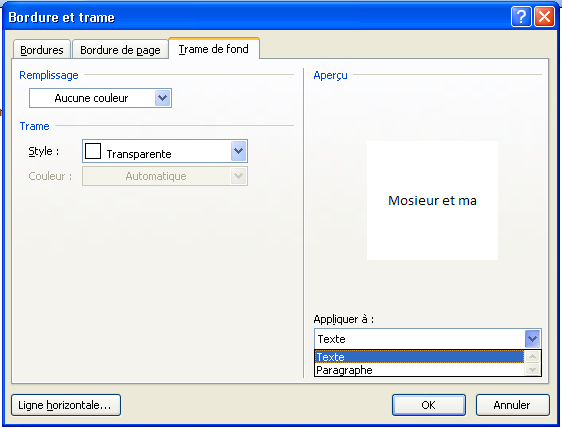 Bordure et trame
Bordures Bordure de page Trame de fond
Remplissage
Aucune couleur
Trame
Style : Transparente
Couleur : Automatique
Aperçu
Mosieur et ma
Appliquer à :
Texte
Texte
Paragraphe
Ligne horizontale... OK Annuler